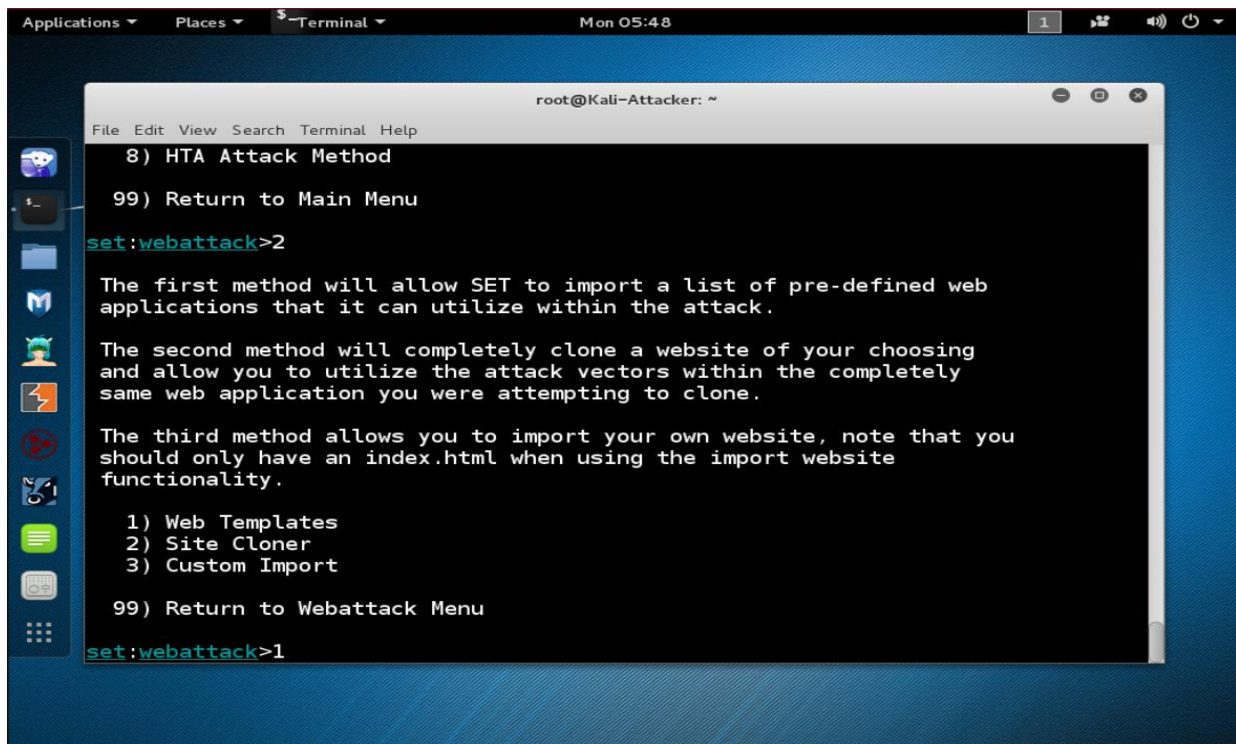 Applications Places Terminal Mon 05:48 1
root@Kali-Attacker: ~
File Edit View Search Terminal Help
8) HTA Attack Method
99) Return to Main Menu
set:webattack>2
The first method will allow SET to import a list of pre-defined web
applications that it can utilize within the attack.
The second method will completely clone a website of your choosing
and allow you to utilize the attack vectors within the completely
same web application you were attempting to clone.
The third method allows you to import your own website, note that you
should only have an index.html when using the import website
functionality.
1) Web Templates
2) Site Cloner
3) Custom Import
99) Return to Webattack Menu
set:webattack>1